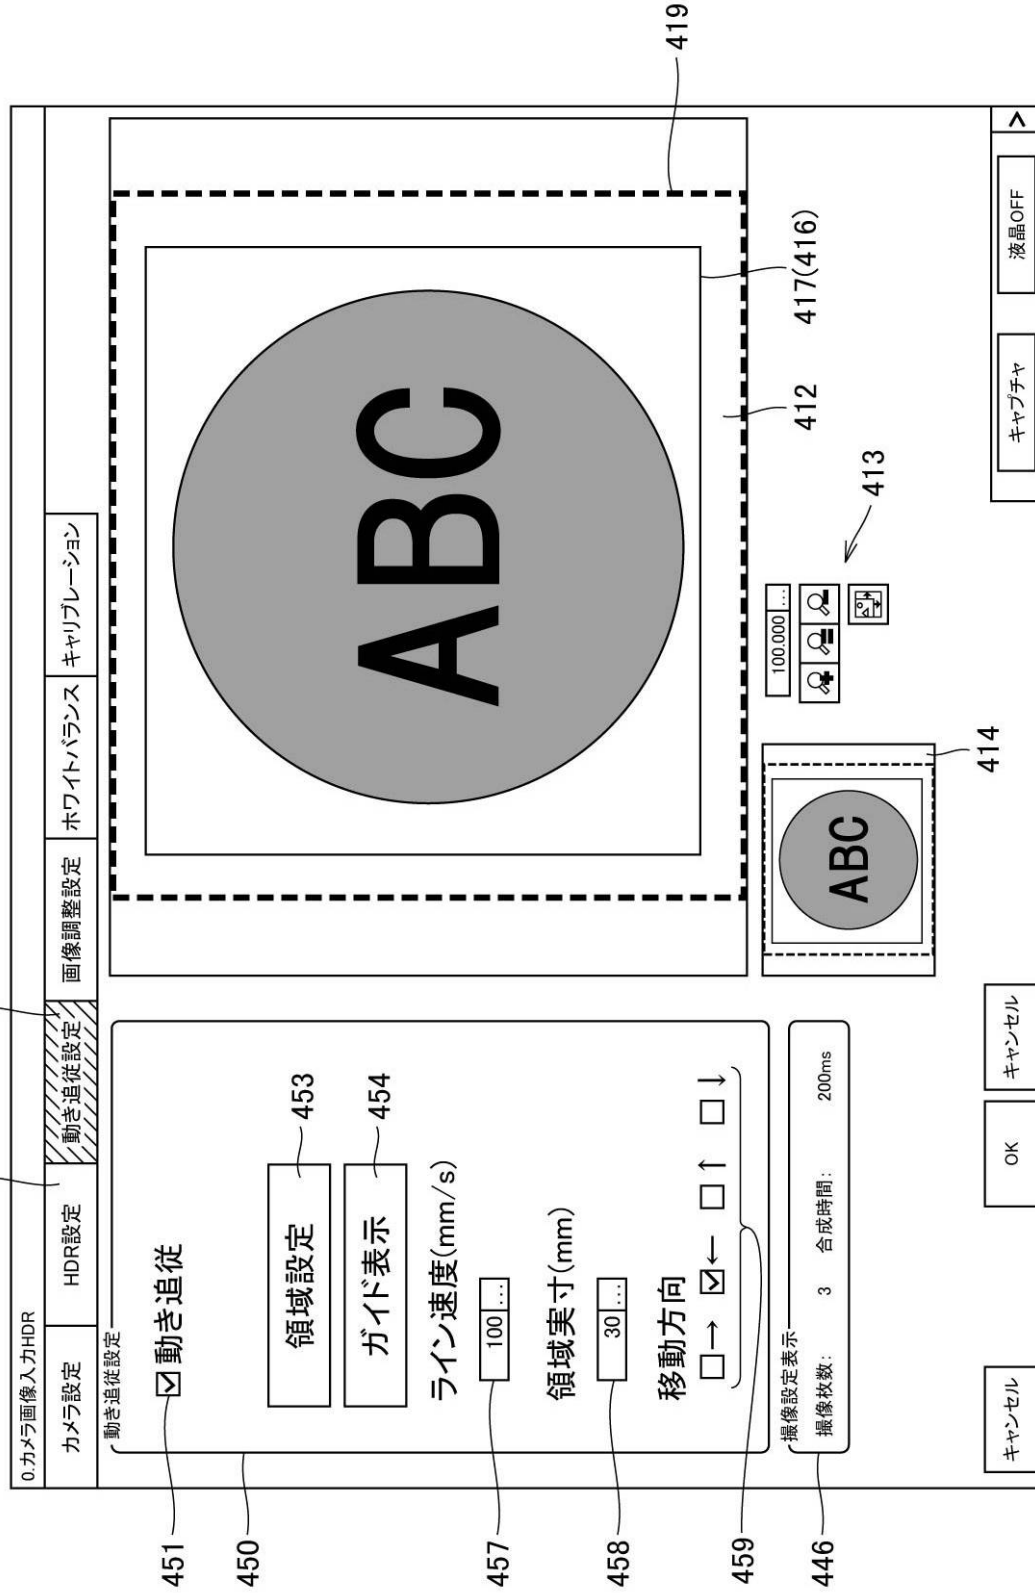 0.カメラ画像入力HDR
カメラ設定
HDR設定
動き追従設定
画像調整設定
ホワイトバランス
キャリブレーション
動き追従設定
451
☑動き追従
450
領域設定
453
ガイド表示
454
ライン速度(mm/s)
457
100 ...
領域実寸(mm)
458
30 ...
移動方向
□→ ☑← □↑ □↓
459
撮像設定表示
撮像枚数: 3 合成時間: 200ms
446
ABC
419
417(416)
412
100.000 ...
413
ABC
414
キャンセル
OK
キャンセル
キャプチャ
液晶OFF
>